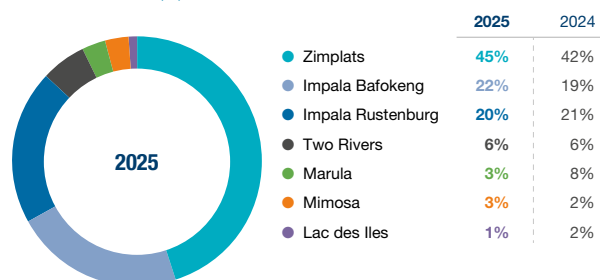 2025 2024
Zimplats 45% 42%
Impala Bafokeng 22% 19%
Impala Rustenburg 20% 21%
Two Rivers 6% 6%
Marula 3% 8%
Mimosa 3% 2%
Lac des Iles 1% 2%
2025